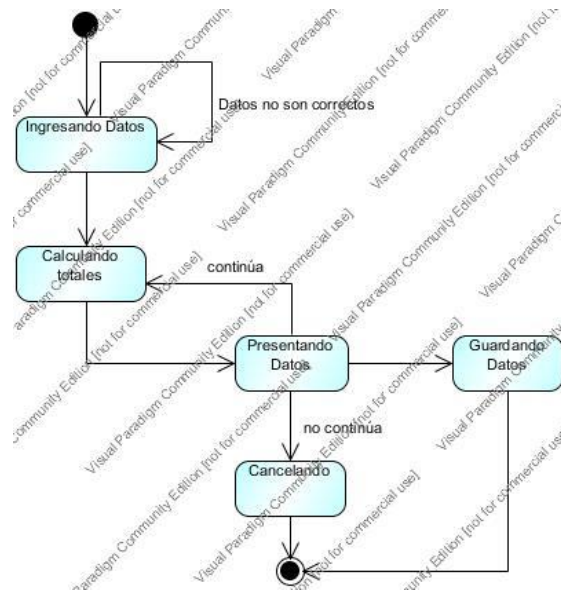 Datos no son correctos
Ingresando Datos
Calculando
totales
continúa
Presentando
Datos
Guardando
Datos
no continúa
Cancelando
Visual Paradigm Community Edition [not for commercial use]